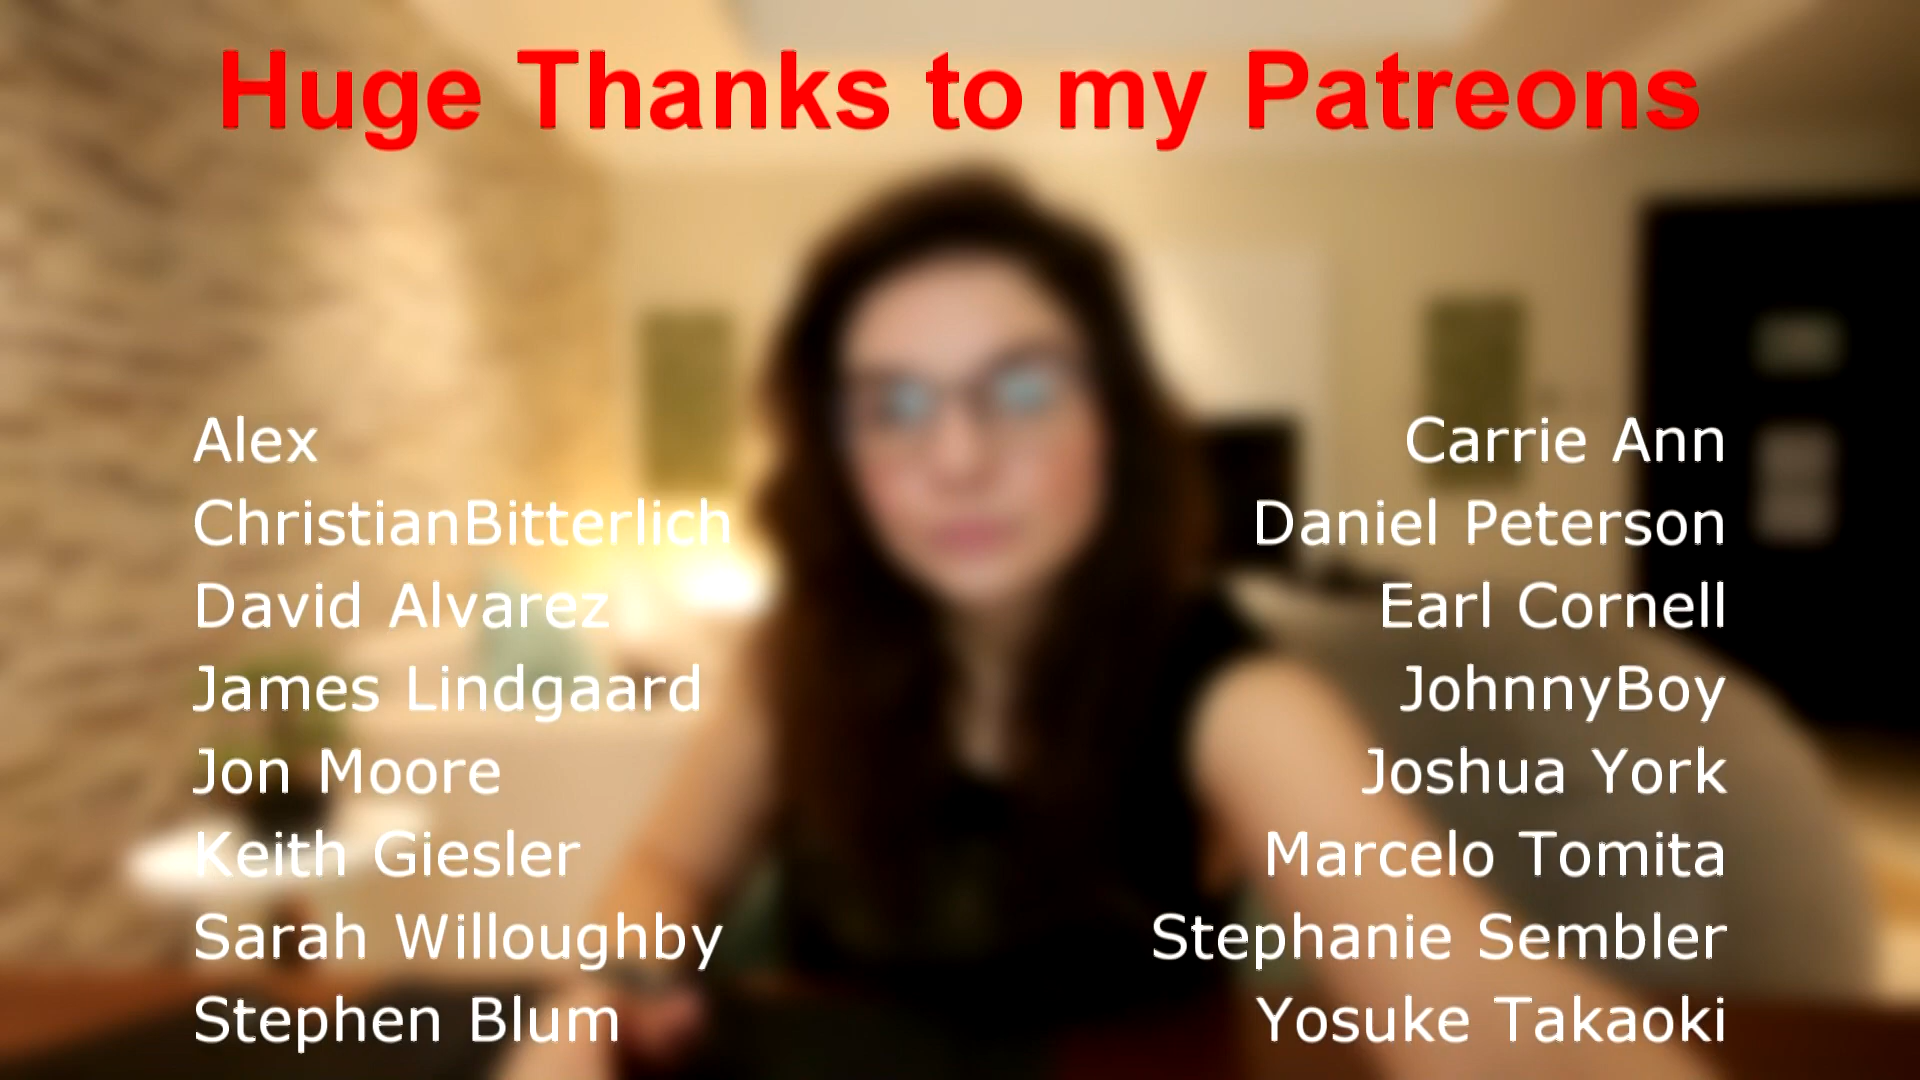 Huge Thanks to my Patreons
Alex
ChristianBitterlich
David Alvarez
James Lindgaard
Jon Moore
Keith Giesler
Sarah Willoughby
Stephen Blum
Carrie Ann
Daniel Peterson
Earl Cornell
JohnnyBoy
Joshua York
Marcelo Tomita
Stephanie Sembler
Yosuke Takaoki